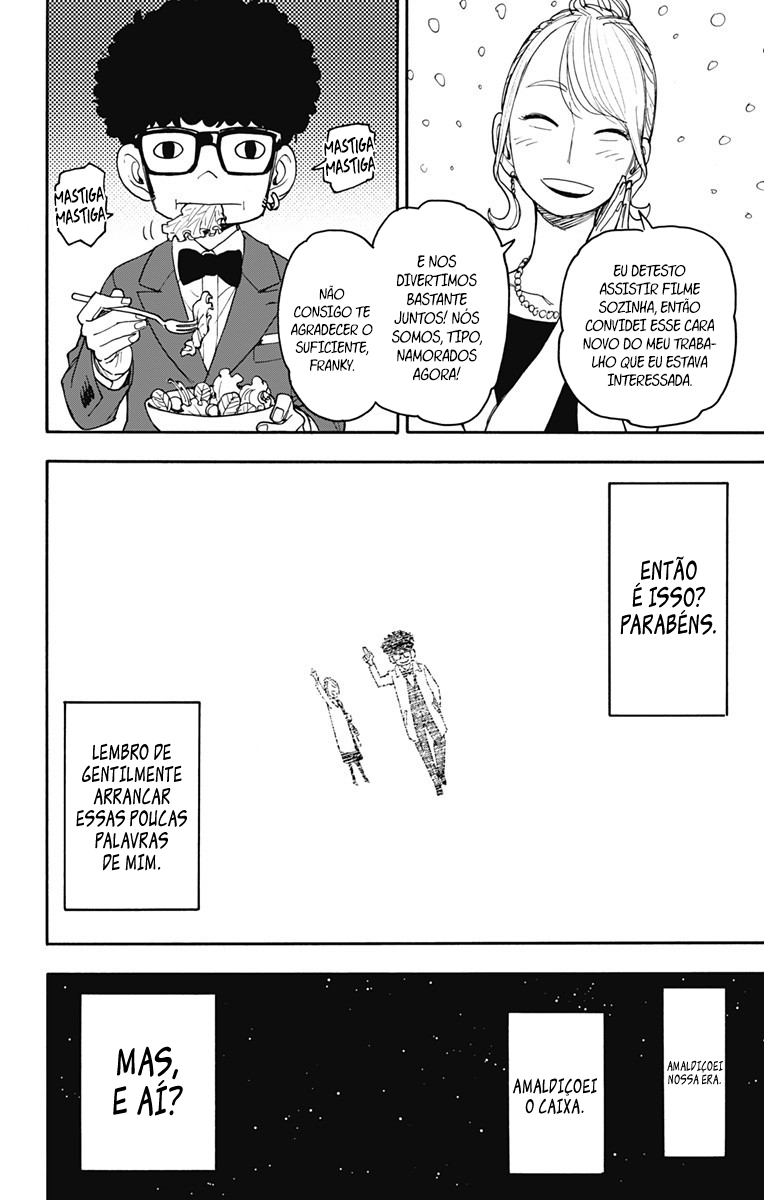 EU DETESTO
ASSISTIR FILME
SOZINHA, ENTÃO
CONVIDEI ESSE CARA
NOVO DO MEU TRABA-
LHO QUE EU ESTAVA
INTERESSADA.
E NOS
DIVERTIMOS
BASTANTE
JUNTOS! NÓS
SOMOS, TIPO,
NAMORADOS
AGORA!
NÃO
CONSIGO TE
AGRADECER O
SUFICIENTE,
FRANKY.
MASTIGA
MASTIGA
MASTIGA
MASTIGA
ENTÃO
É ISSO?
PARABÉNS.
LEMBRO DE
GENTILMENTE
ARRANCAR
ESSAS POUCAS
PALAVRAS
DE MIM.
AMALDIÇOEI
NOSSA ERA.
AMALDIÇOEI
O CAIXA.
MAS,
E AÍ?